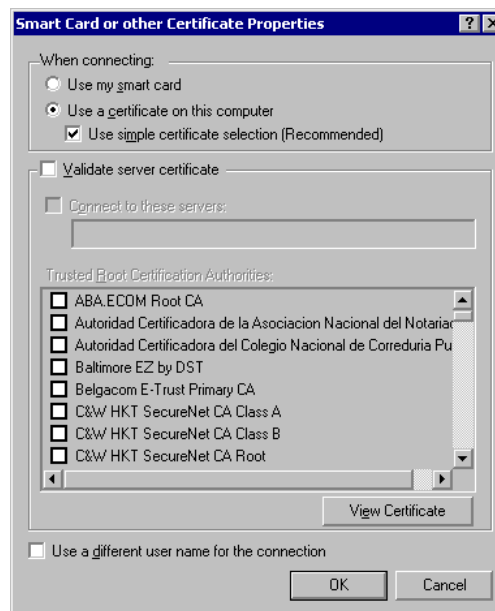 Smart Card or other Certificate Properties
When connecting:
Use my smart card
Use a certificate on this computer
Use simple certificate selection (Recommended)
Validate server certificate
Connect to these servers:
Trusted Root Certification Authorities:
ABA.ECOM Root CA
Autoridad Certificadora de la Asociacion Nacional del Notariad
Autoridad Certificadora del Colegio Nacional de Correduria Pu
Baltimore EZ by DST
Belgacom E-Trust Primary CA
C&W HKT SecureNet CA Class A
C&W HKT SecureNet CA Class B
C&W HKT SecureNet CA Root
View Certificate
Use a different user name for the connection
OK Cancel